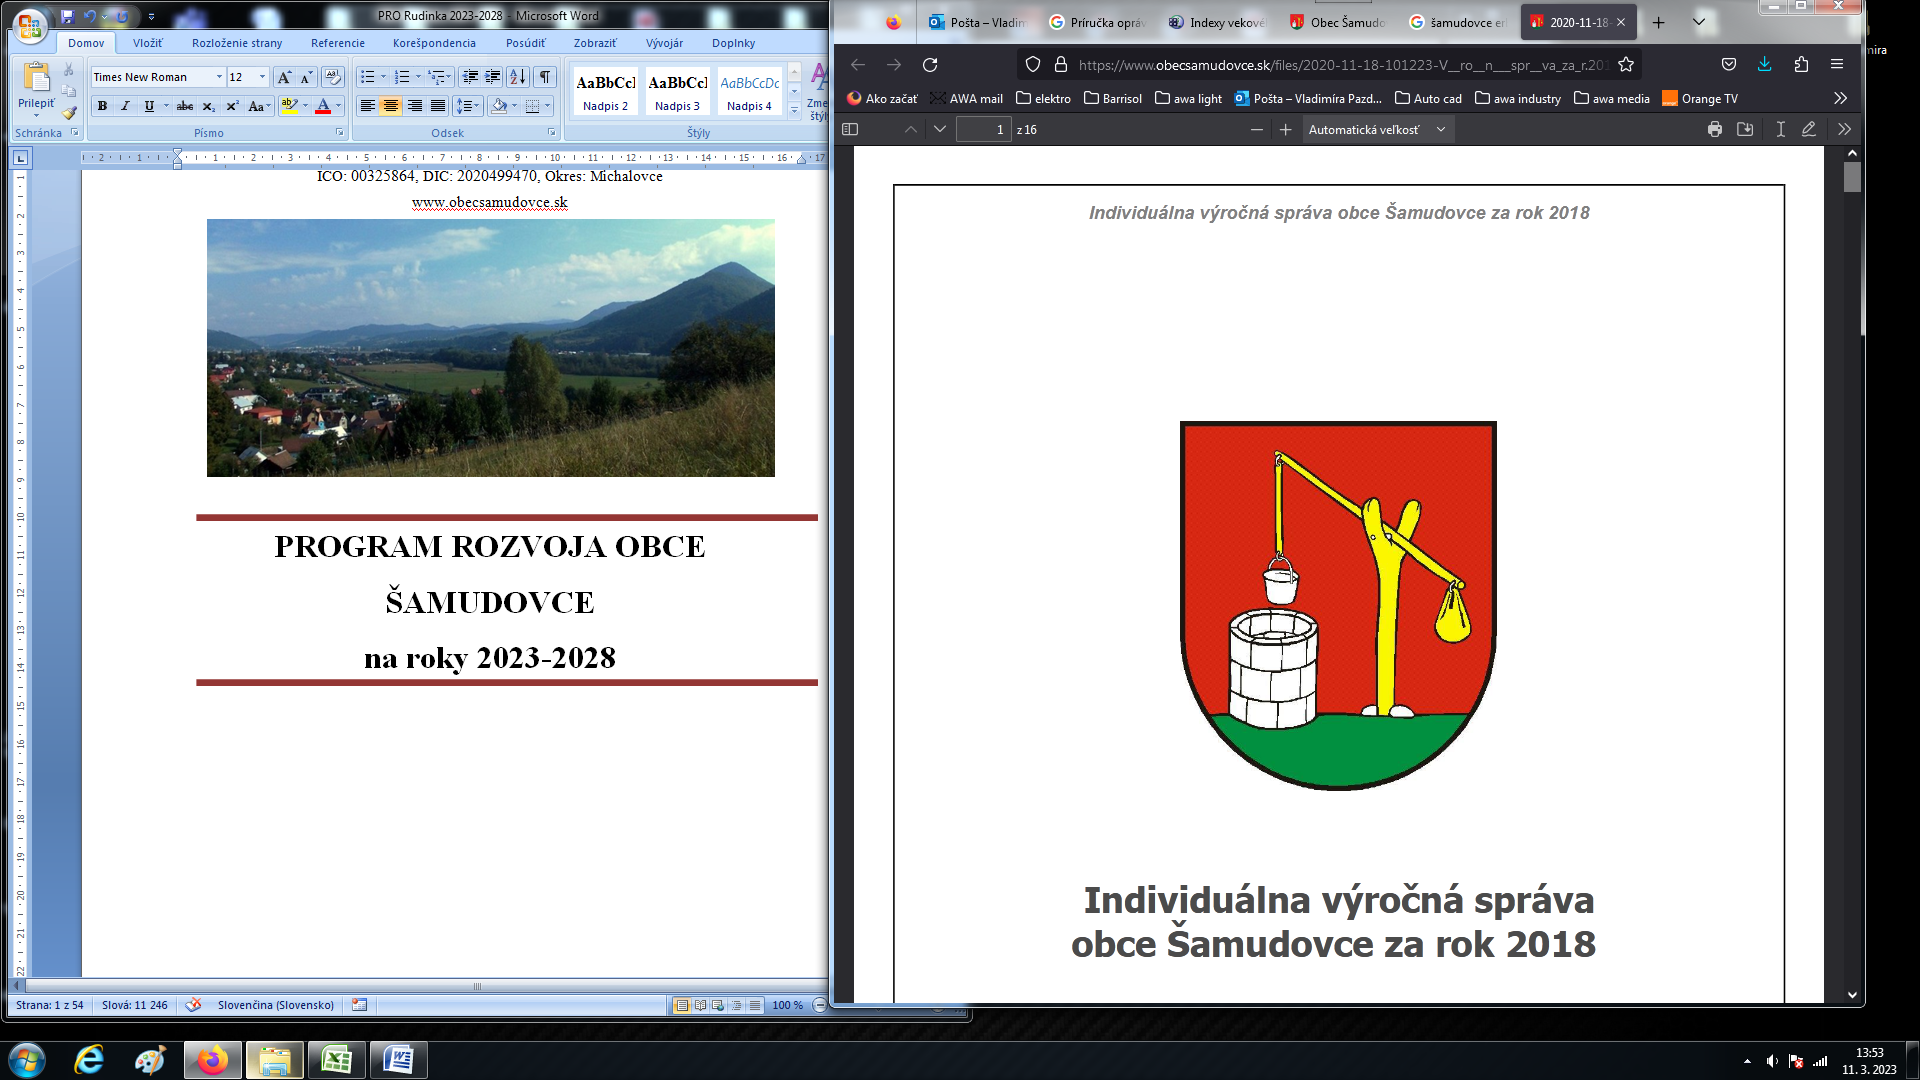 PRO Rudinka 2023-2028 - Microsoft Word
Domov Vložiť Rozloženie strany Referencie Korešpondencia Posúdiť Zobraziť Vývojár Doplnky
Prilepiť
Schránka
Times New Roman 12
Písmo
Odsek
AaBbCcI AaBbCcI AaBbCcDc
Nadpis 2 Nadpis 3 Nadpis 4
Štýly
ICO: 00325864, DIC: 2020499470, Okres: Michalovce
www.obecsamudovce.sk
PROGRAM ROZVOJA OBCE
ŠAMUDOVCE
na roky 2023-2028
Strana: 1 z 54 Slová: 11 246 Slovenčina (Slovensko) 100 %
Pošta – Vladim Príručka oprá Indexy vekové Obec Šamudo šamudovce er 2020-11-18-
https://www.obecsamudovce.sk/files/2020-11-18-101223-V__ro__n___spr__va_za_r.201
Ako začať AWA mail elektro Barrisol awa light Pošta – Vladimíra Pazd... Auto cad awa industry awa media Orange TV
1 z 16 Automatická veľkosť
Individuálna výročná správa obce Šamudovce za rok 2018
Individuálna výročná správa
obce Šamudovce za rok 2018
13:53
11. 3. 2023